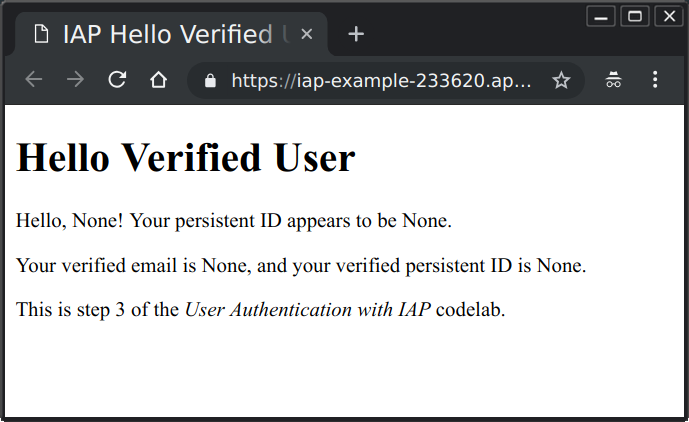 IAP Hello Verified
https://iap-example-233620.ap...
Hello Verified User
Hello, None! Your persistent ID appears to be None.
Your verified email is None, and your verified persistent ID is None.
This is step 3 of the User Authentication with IAP codelab.